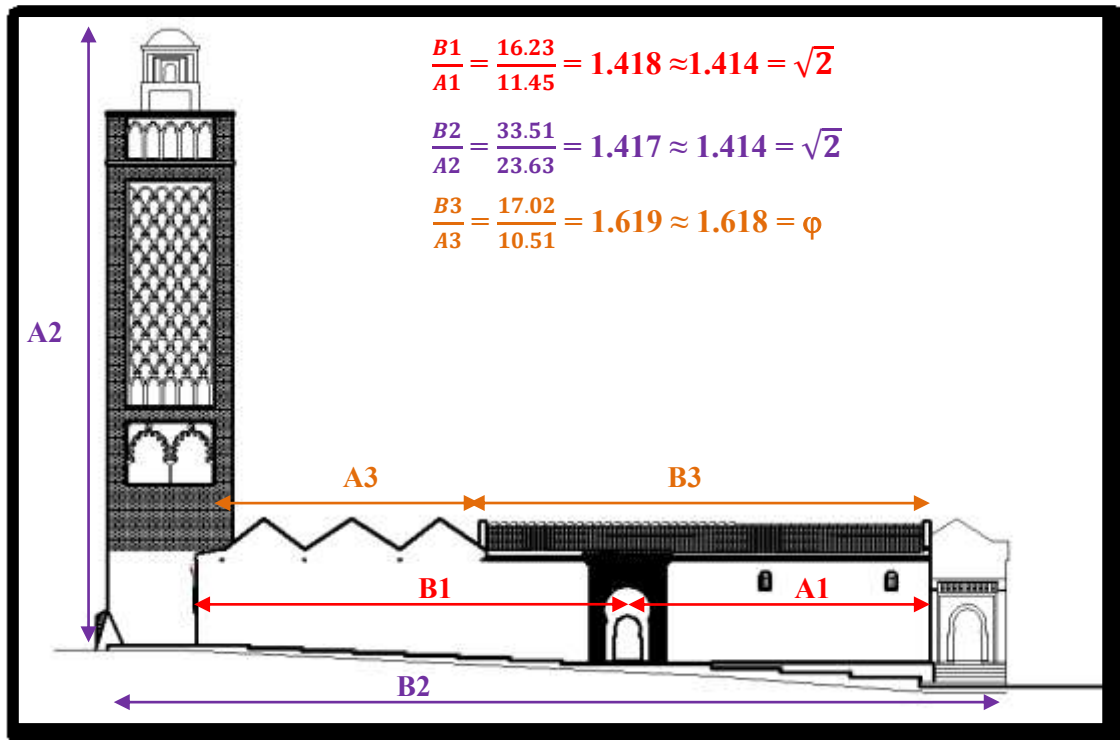 B1/A1 = 16.23/11.45 = 1.418 ≈1.414 = √2
B2/A2 = 33.51/23.63 = 1.417 ≈ 1.414 = √2
B3/A3 = 17.02/10.51 = 1.619 ≈ 1.618 = φ
A2
A3 B3
B1 A1
B2